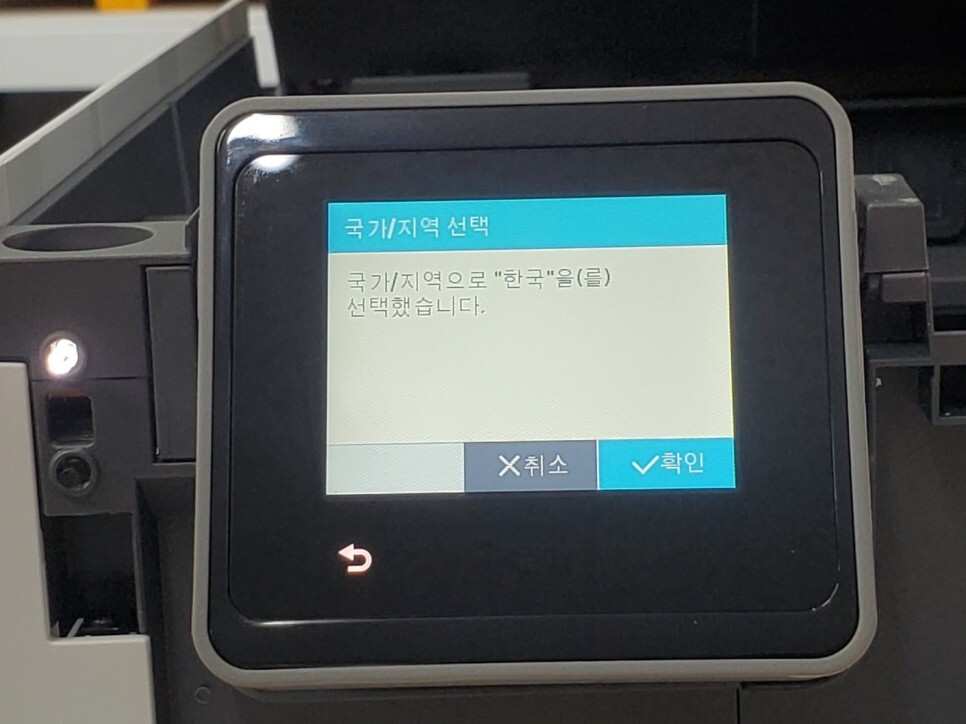 국가/지역 선택
국가/지역으로 "한국"을(를)
선택했습니다.
취소
확인